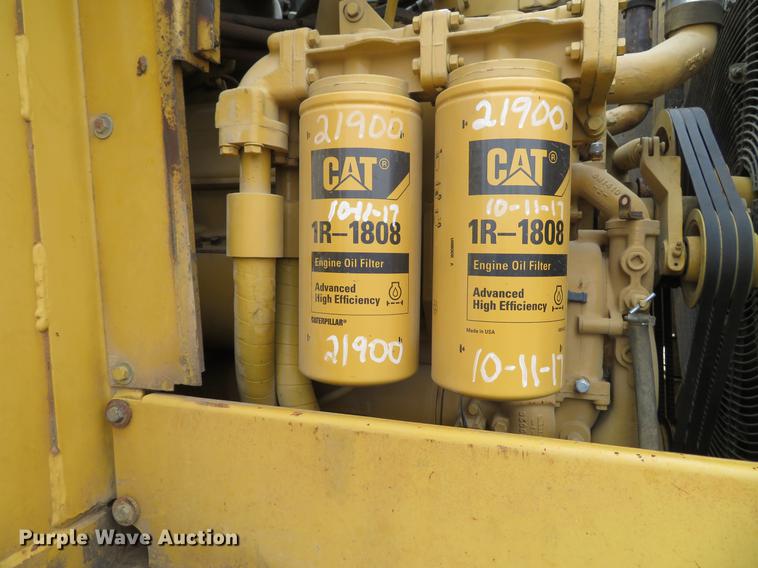 21900
CAT®
10-11-17
1R-1808
Engine Oil Filter
Advanced
High Efficiency
CATERPILLAR®
21900
21900
CAT®
10-11-17
1R-1808
Engine Oil Filter
Advanced
High Efficiency
Made in USA
10-11-17
Purple Wave Auction®